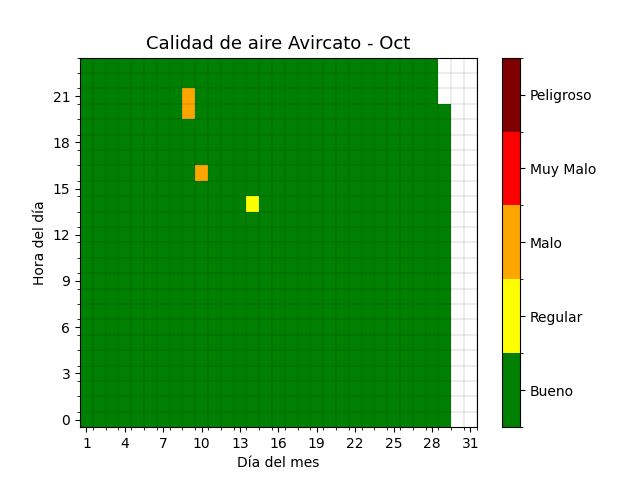 Calidad de aire Avircato - Oct
Hora del día
21
18
15
12
9
6
3
0
1 4 7 10 13 16 19 22 25 28 31
Día del mes
Peligroso
Muy Malo
Malo
Regular
Bueno